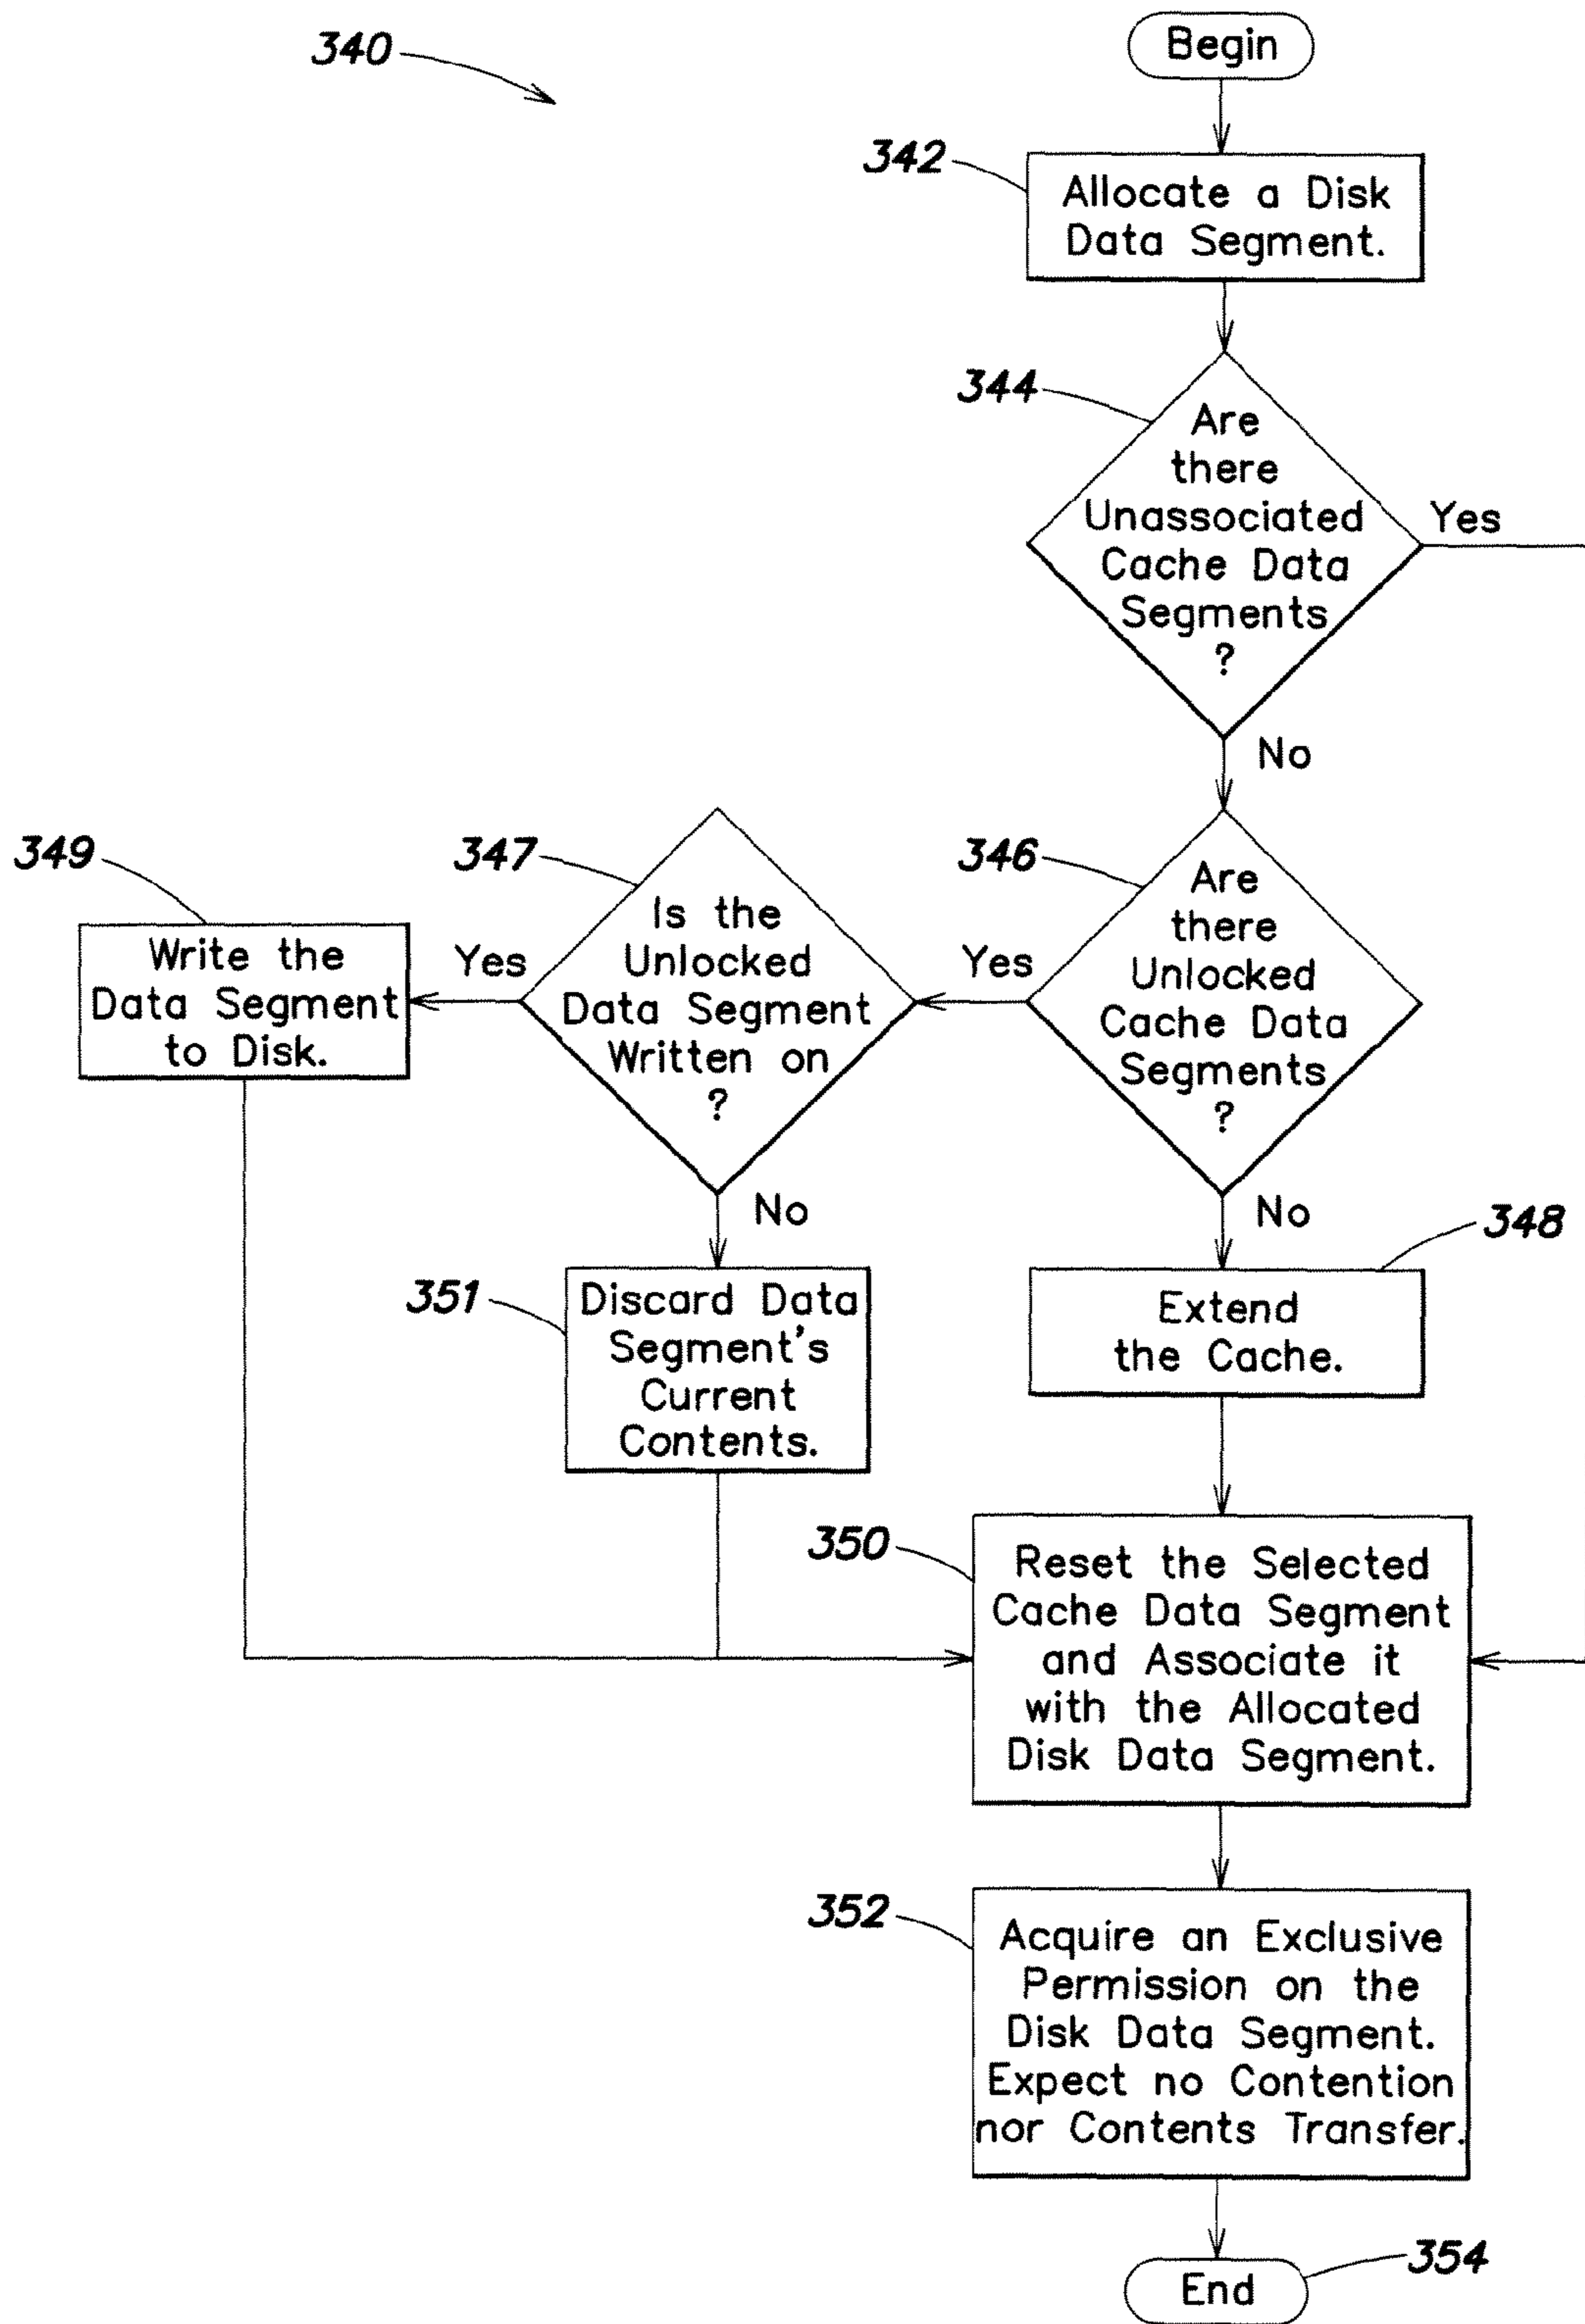 340
Begin
342
Allocate a Disk
Data Segment.
344
Are
there
Unassociated
Cache Data
Segments
?
Yes
No
349
Write the
Data Segment
to Disk.
Yes
347
Is the
Unlocked
Data Segment
Written on
?
Yes
346
Are
there
Unlocked
Cache Data
Segments
?
No
No
348
351
Discard Data
Segment's
Current
Contents.
Extend
the Cache.
350
Reset the Selected
Cache Data Segment
and Associate it
with the Allocated
Disk Data Segment.
352
Acquire an Exclusive
Permission on the
Disk Data Segment.
Expect no Contention
nor Contents Transfer.
354
End